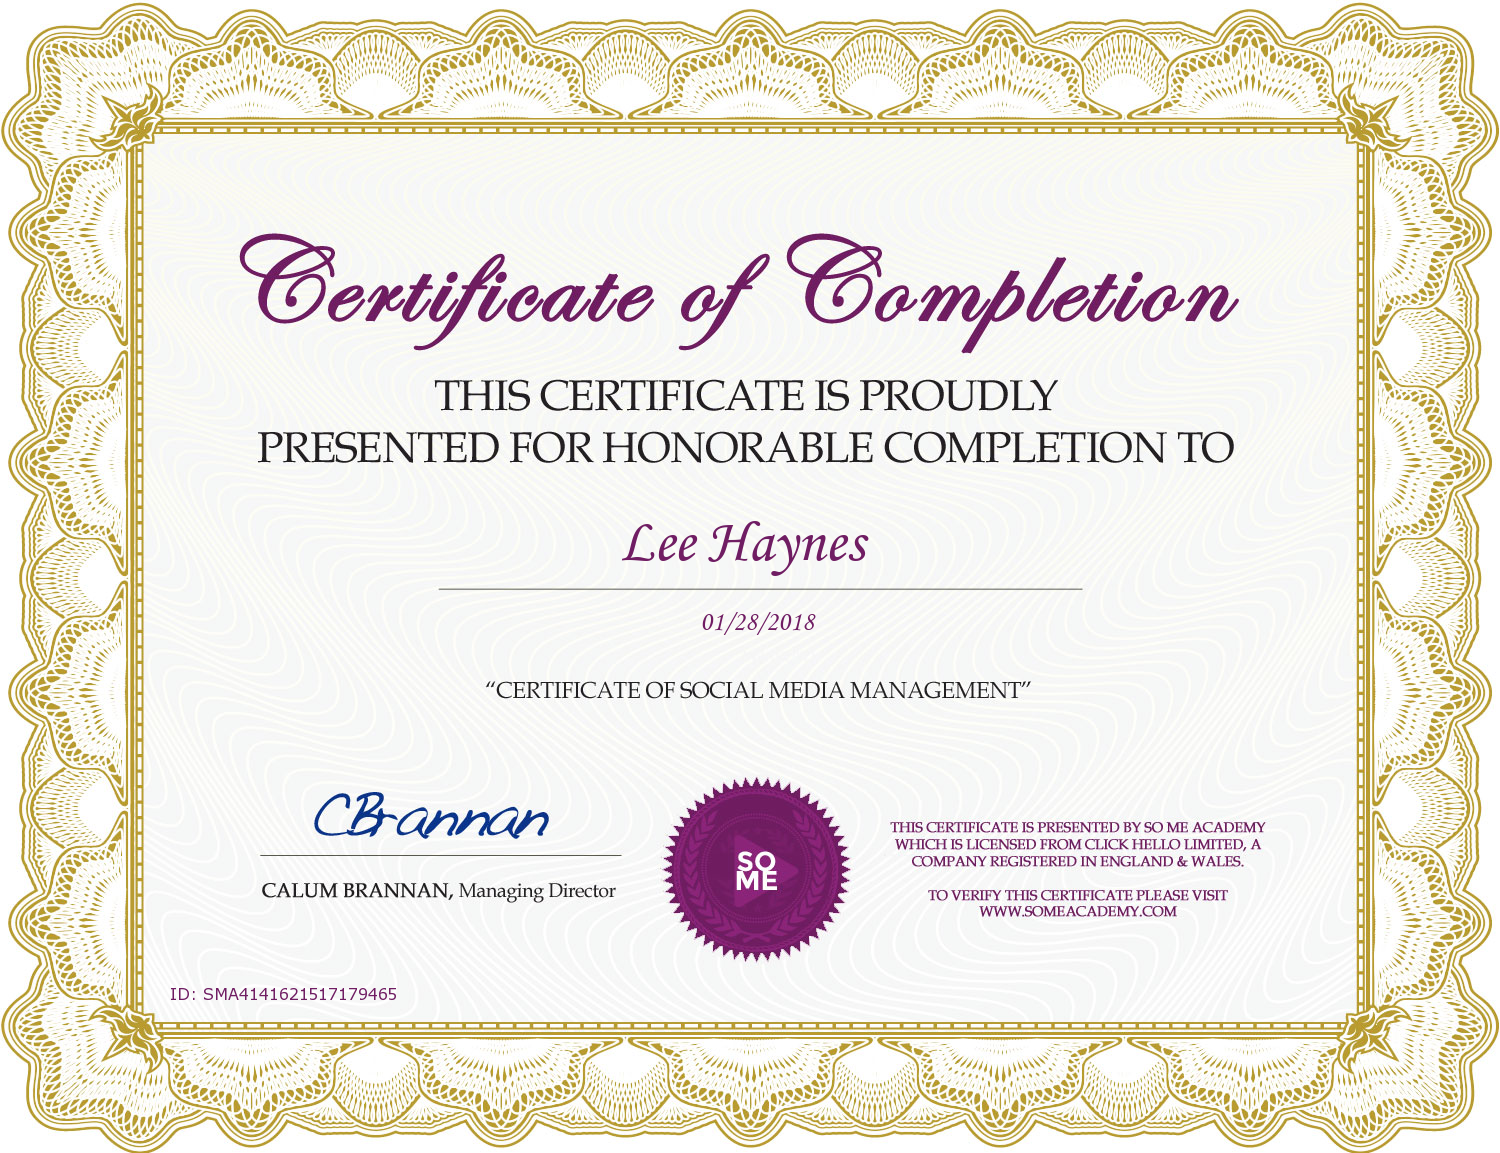 Certificate of Completion
THIS CERTIFICATE IS PROUDLY
PRESENTED FOR HONORABLE COMPLETION TO
Lee Haynes
01/28/2018
“CERTIFICATE OF SOCIAL MEDIA MANAGEMENT”
CBrannan
CALUM BRANNAN, Managing Director
SO
ME
THIS CERTIFICATE IS PRESENTED BY SO ME ACADEMY
WHICH IS LICENSED FROM CLICK HELLO LIMITED, A
COMPANY REGISTERED IN ENGLAND & WALES.
TO VERIFY THIS CERTIFICATE PLEASE VISIT
WWW.SOMEACADEMY.COM
ID: SMA4141621517179465